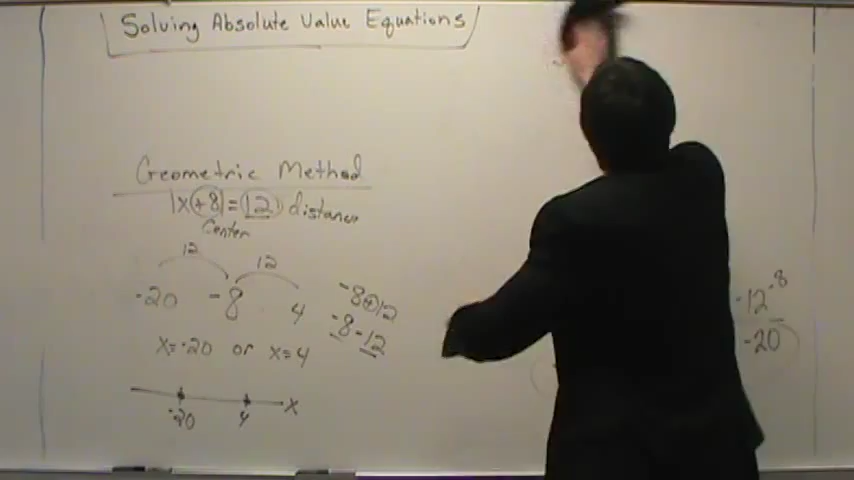 Solving Absolute Value Equations
Geometric Method
|x+8|=12 distance
Center
12 12
-20 -8 4
-8+12
-8-12
x=-20 or x=4
-20 4 x
-12-8
-20